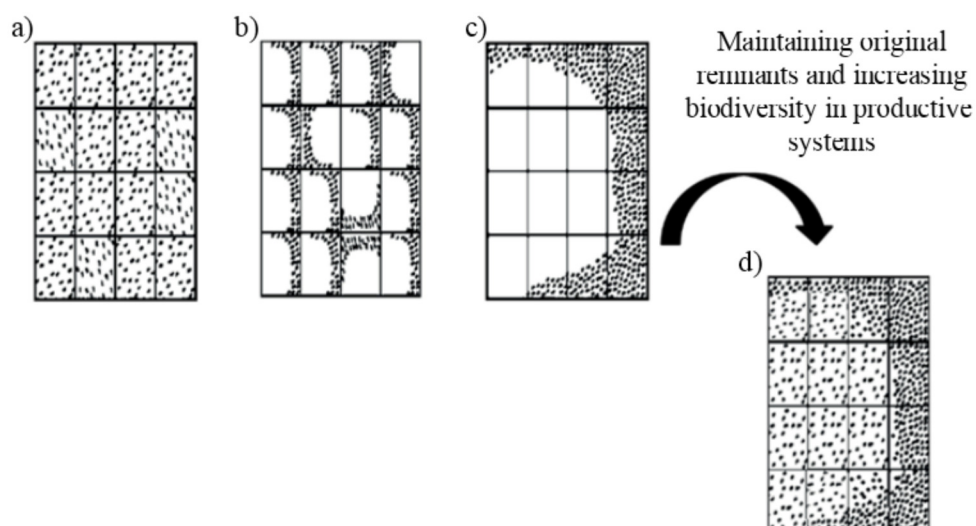 a)
b)
c)
Maintaining original
remnants and increasing
biodiversity in productive
systems
d)